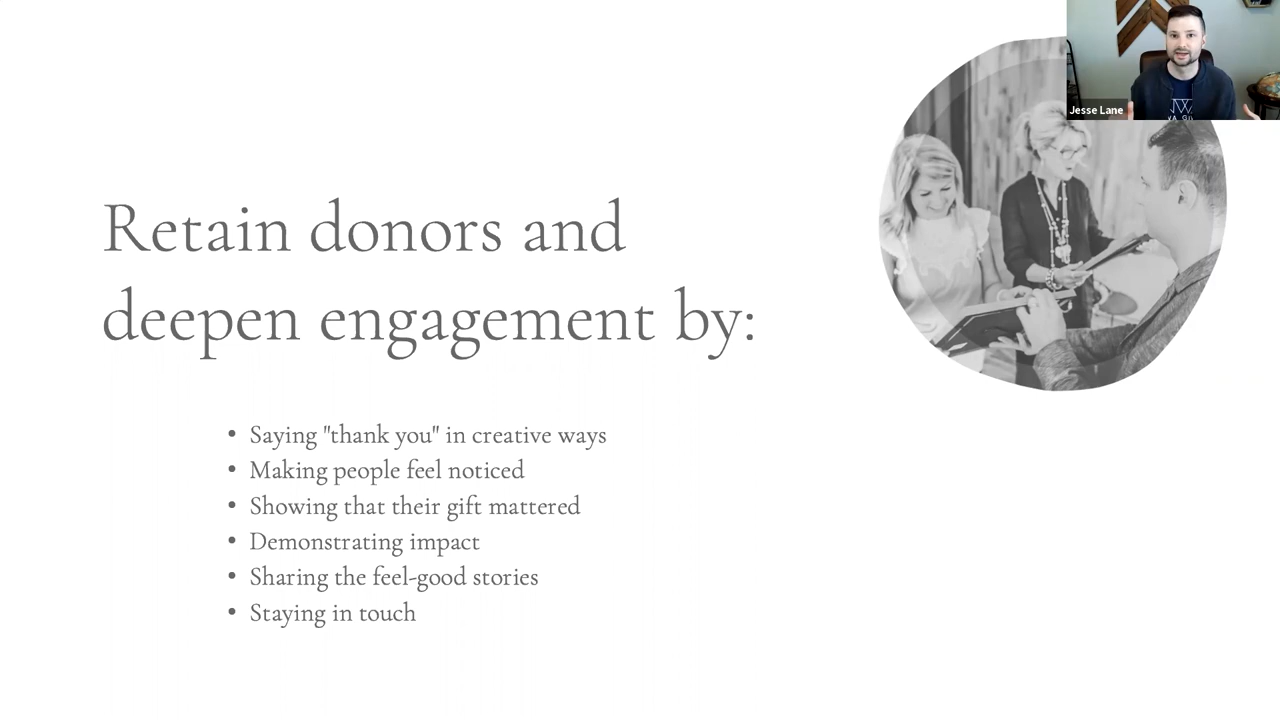 Jesse Lane
Retain donors and
deepen engagement by:
• Saying "thank you" in creative ways
• Making people feel noticed
• Showing that their gift mattered
• Demonstrating impact
• Sharing the feel-good stories
• Staying in touch